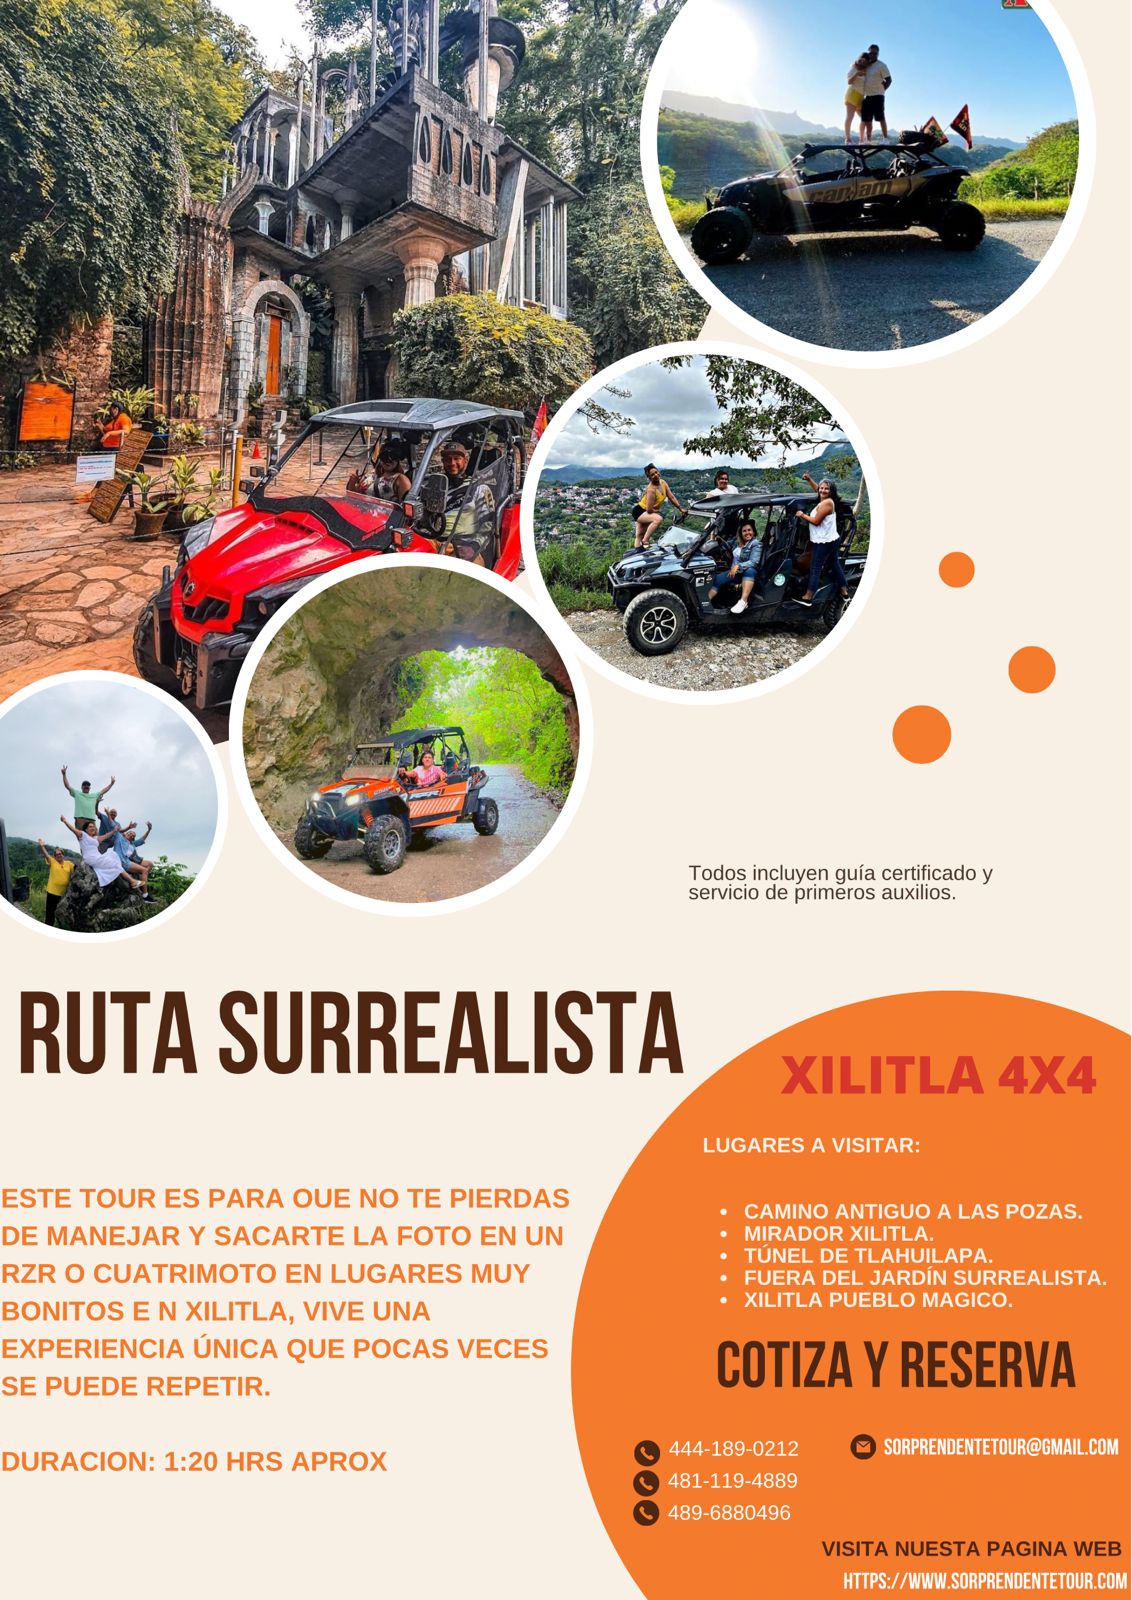 can-am
Todos incluyen guía certificado y
servicio de primeros auxilios.
RUTA SURREALISTA
XILITLA 4X4
LUGARES A VISITAR:
• CAMINO ANTIGUO A LAS POZAS.
• MIRADOR XILITLA.
• TÚNEL DE TLAHUILAPA.
• FUERA DEL JARDÍN SURREALISTA.
• XILITLA PUEBLO MAGICO.
ESTE TOUR ES PARA QUE NO TE PIERDAS
DE MANEJAR Y SACARTE LA FOTO EN UN
RZR O CUATRIMOTO EN LUGARES MUY
BONITOS E N XILITLA, VIVE UNA
EXPERIENCIA ÚNICA QUE POCAS VECES
SE PUEDE REPETIR.
DURACION: 1:20 HRS APROX
COTIZA Y RESERVA
444-189-0212
481-119-4889
489-6880496
SORPRENDENTETOUR@GMAIL.COM
VISITA NUESTA PAGINA WEB
HTTPS://WWW.SORPRENDENTETOUR.COM